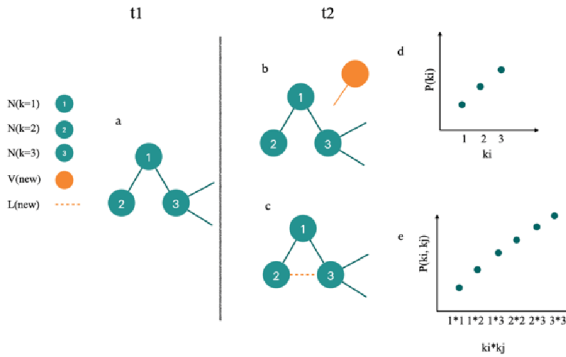 t1
t2
N(k=1)
1
N(k=2)
2
N(k=3)
3
V(new)
L(new)
a
1
2
3
b
1
2
3
c
1
2
3
d
P(ki)
1 2 3
ki
e
P(ki, kj)
1*1 1*2 1*3 2*2 2*3 3*3
ki*kj